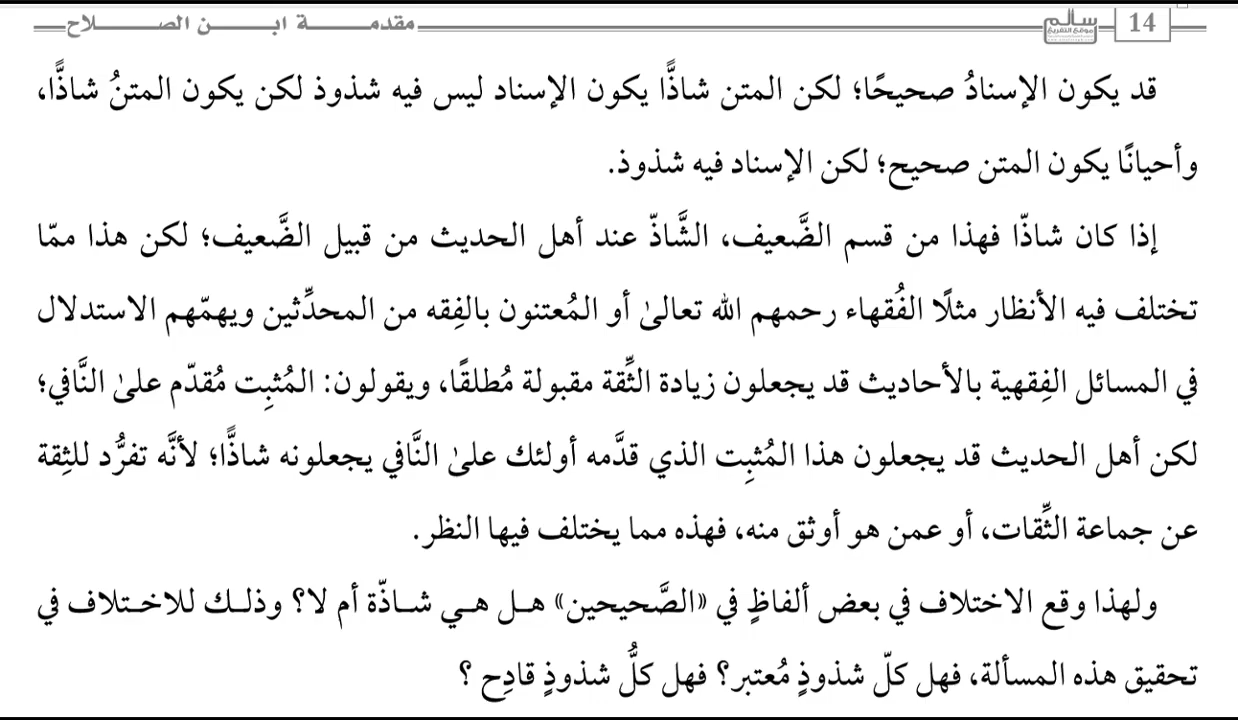 14 سالم موقع التفريغ مقدمة ابن الصلاح
قد يكون الإسنادُ صحيحًا؛ لكن المتن شاذًّا يكون الإسناد ليس فيه شذوذ لكن يكون المتنُ شاذًّا،
وأحيانًا يكون المتن صحيح؛ لكن الإسناد فيه شذوذ.
إذا كان شاذّا فهذا من قسم الضَّعيف، الشَّاذّ عند أهل الحديث من قبيل الضَّعيف؛ لكن هذا ممّا
تختلف فيه الأنظار مثلًا الفُقهاء رحمهم الله تعالىٰ أو المُعتنون بالفِقه من المحدِّثين ويهمّهم الاستدلال
في المسائل الفِقهية بالأحاديث قد يجعلون زيادة الثِّقة مقبولة مُطلقًا، ويقولون: المُثبِت مُقدّم علىٰ النَّافي؛
لكن أهل الحديث قد يجعلون هذا المُثبِت الذي قدَّمه أولئك علىٰ النَّافي يجعلونه شاذًّا؛ لأنَّه تفرُّد للثِقة
عن جماعة الثِّقات، أو عمن هو أوثق منه، فهذه مما يختلف فيها النظر.
ولهذا وقع الاختلاف في بعض ألفاظٍ في «الصَّحيحين» هل هي شاذّة أم لا؟ وذلك للاختلاف في
تحقيق هذه المسألة، فهل كلّ شذوذٍ مُعتبر؟ فهل كلُّ شذوذٍ قادِح ؟